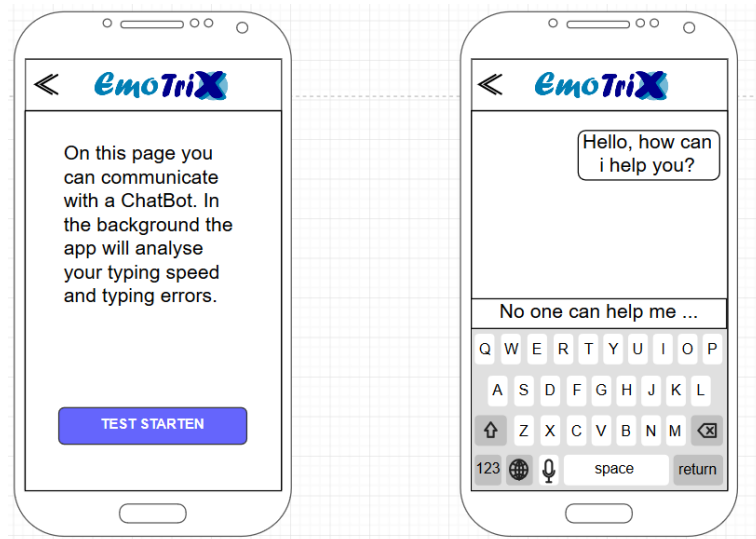 EmoTriX
On this page you
can communicate
with a ChatBot. In
the background the
app will analyse
your typing speed
and typing errors.
TEST STARTEN
EmoTriX
Hello, how can
i help you?
No one can help me ...
Q W E R T Y U I O P
A S D F G H J K L
Z X C V B N M
123 space return